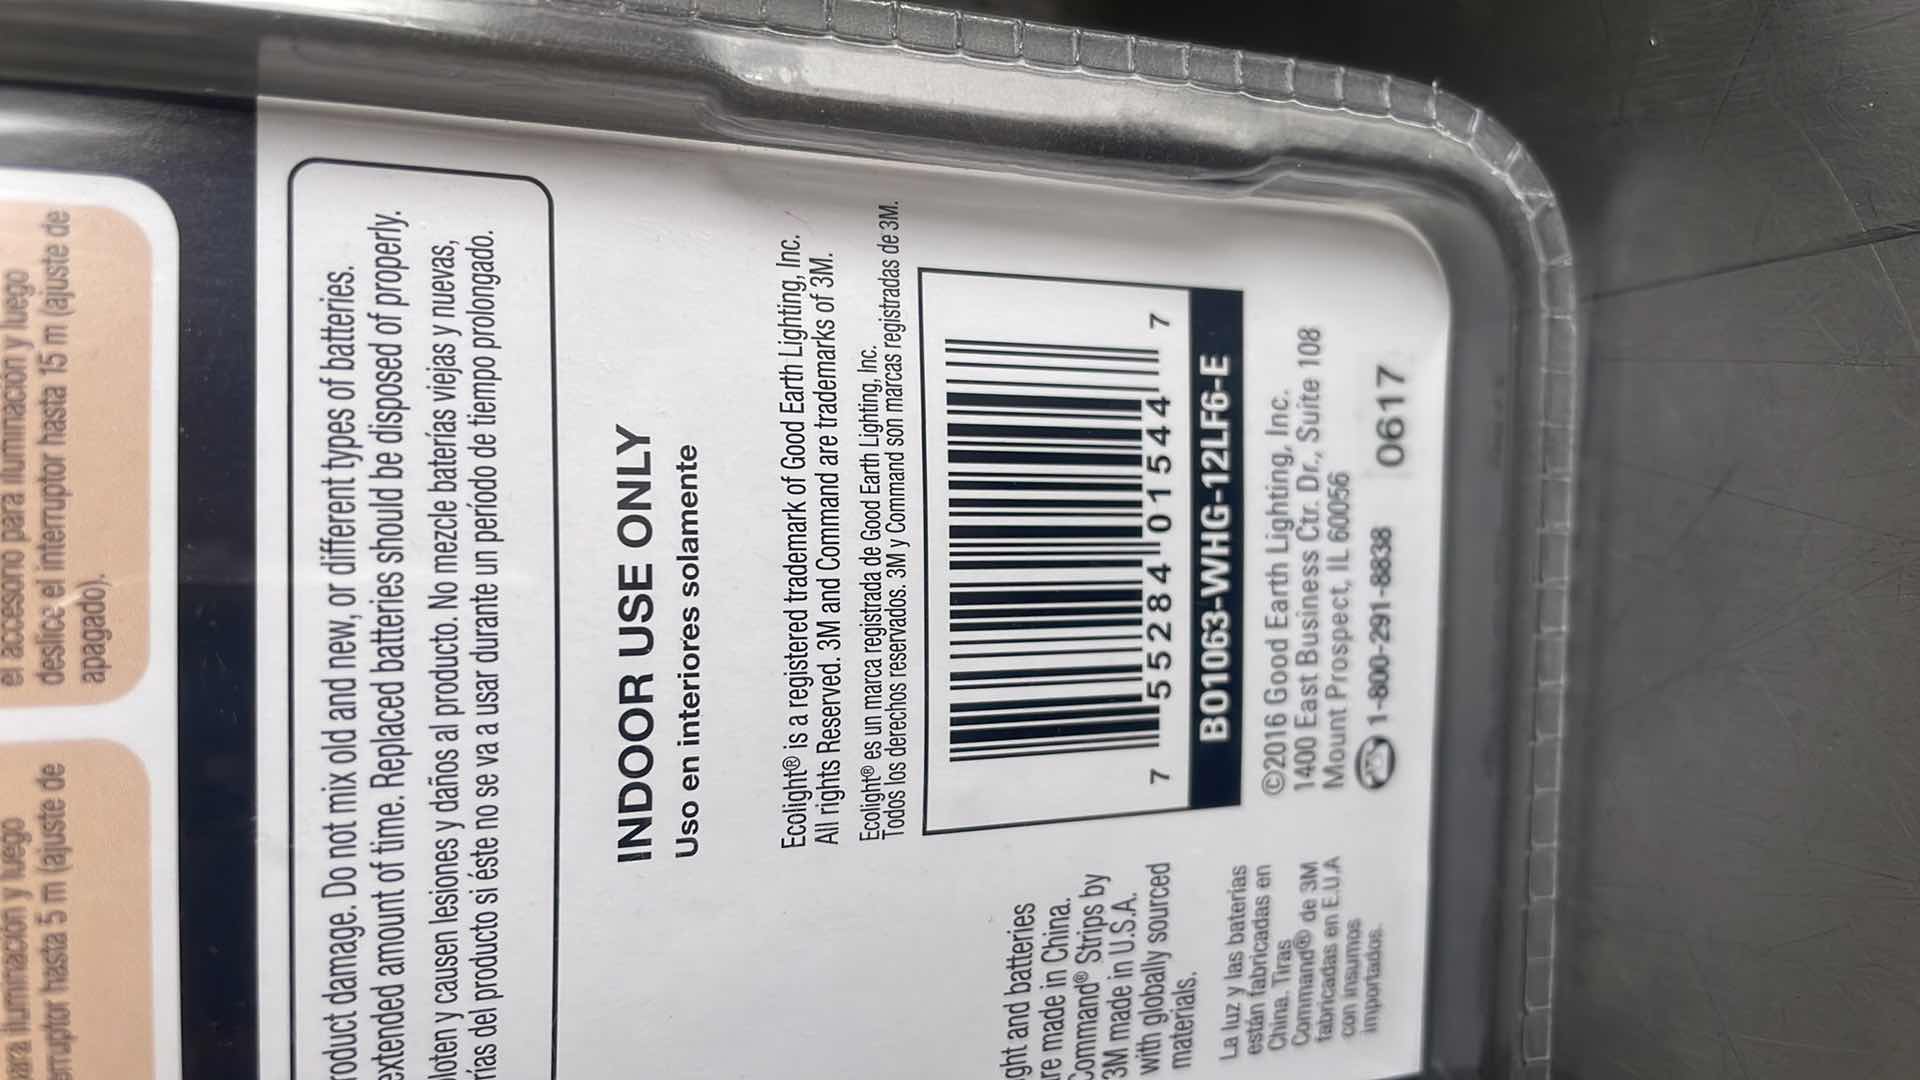 para iluminación y luego
erruptor hasta 5 m (ajuste de
el accesorio para iluminación y luego
deslice el interruptor hasta 15 m (ajuste de
apagado).
roduct damage. Do not mix old and new, or different types of batteries.
extended amount of time. Replaced batteries should be disposed of properly.
loten y causen lesiones y daños al producto. No mezcle baterías viejas y nuevas,
rías del producto si éste no se va a usar durante un período de tiempo prolongado.
INDOOR USE ONLY
Uso en interiores solamente
Ecolight® is a registered trademark of Good Earth Lighting, Inc.
All rights Reserved. 3M and Command are trademarks of 3M.
Ecolight® es un marca registrada de Good Earth Lighting, Inc.
Todos los derechos reservados. 3M y Command son marcas registradas de 3M.
ght and batteries
re made in China.
Command® Strips by
3M made in U.S.A.
with globally sourced
materials.
La luz y las baterías
están fabricadas en
China. Tiras
Command® de 3M
fabricadas en E.U.A
con insumos
importados.
7 55284 01544 7
BO1063-WHG-12LF6-E
©2016 Good Earth Lighting, Inc.
1400 East Business Ctr. Dr., Suite 108
Mount Prospect, IL 60056
1-800-291-8838 0617